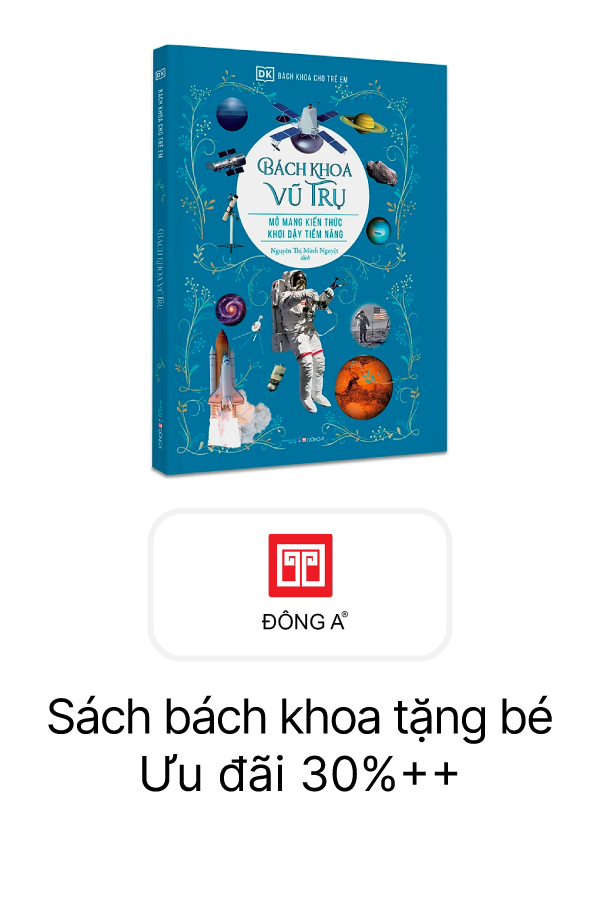 DK BÁCH KHOA CHO TRẺ EM
BÁCH KHOA CHO TRẺ EM
BÁCH KHOA VŨ TRỤ
ĐÔNG A
BÁCH KHOA
VŨ TRỤ
MỞ MANG KIẾN THỨC
KHƠI DẬY TIỀM NĂNG
Nguyễn Thị Minh Nguyệt
dịch
ĐÔNG A
ĐÔNG A®
Sách bách khoa tặng bé
Ưu đãi 30%++